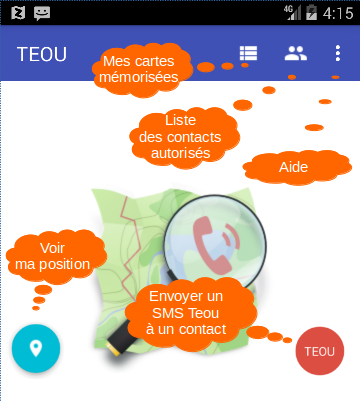 4G 4:15
TEOU
Mes cartes
mémorisées
Liste
des contacts
autorisés
Aide
Voir
ma position
Envoyer un
SMS Teou
à un contact
TEOU